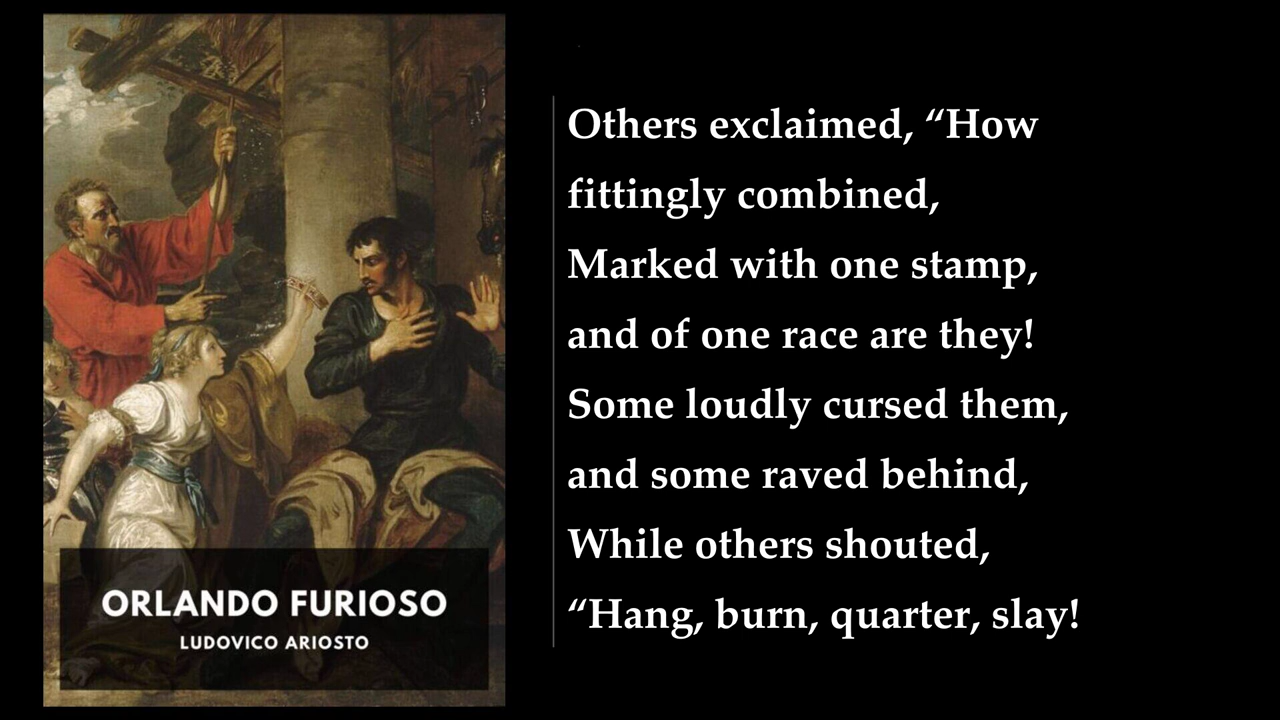 ORLANDO FURIOSO
LUDOVICO ARIOSTO
Others exclaimed, “How
fittingly combined,
Marked with one stamp,
and of one race are they!
Some loudly cursed them,
and some raved behind,
While others shouted,
“Hang, burn, quarter, slay!